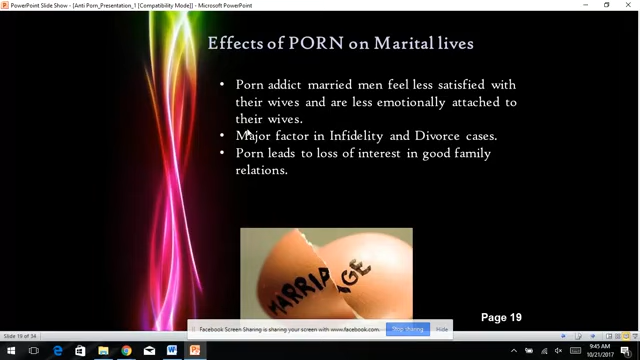 PowerPoint Slide Show - [Anti Porn_Presentation_1 [Compatibility Mode]] - Microsoft PowerPoint
Effects of PORN on Marital lives
• Porn addict married men feel less satisfied with
their wives and are less emotionally attached to
their wives.
• Major factor in Infidelity and Divorce cases.
• Porn leads to loss of interest in good family
relations.
MARRIAGE
Page 19
Facebook Screen Sharing is sharing your screen with www.facebook.com.
Stop sharing
Hide
Slide 19 of 34
9:45 AM
10/21/2017